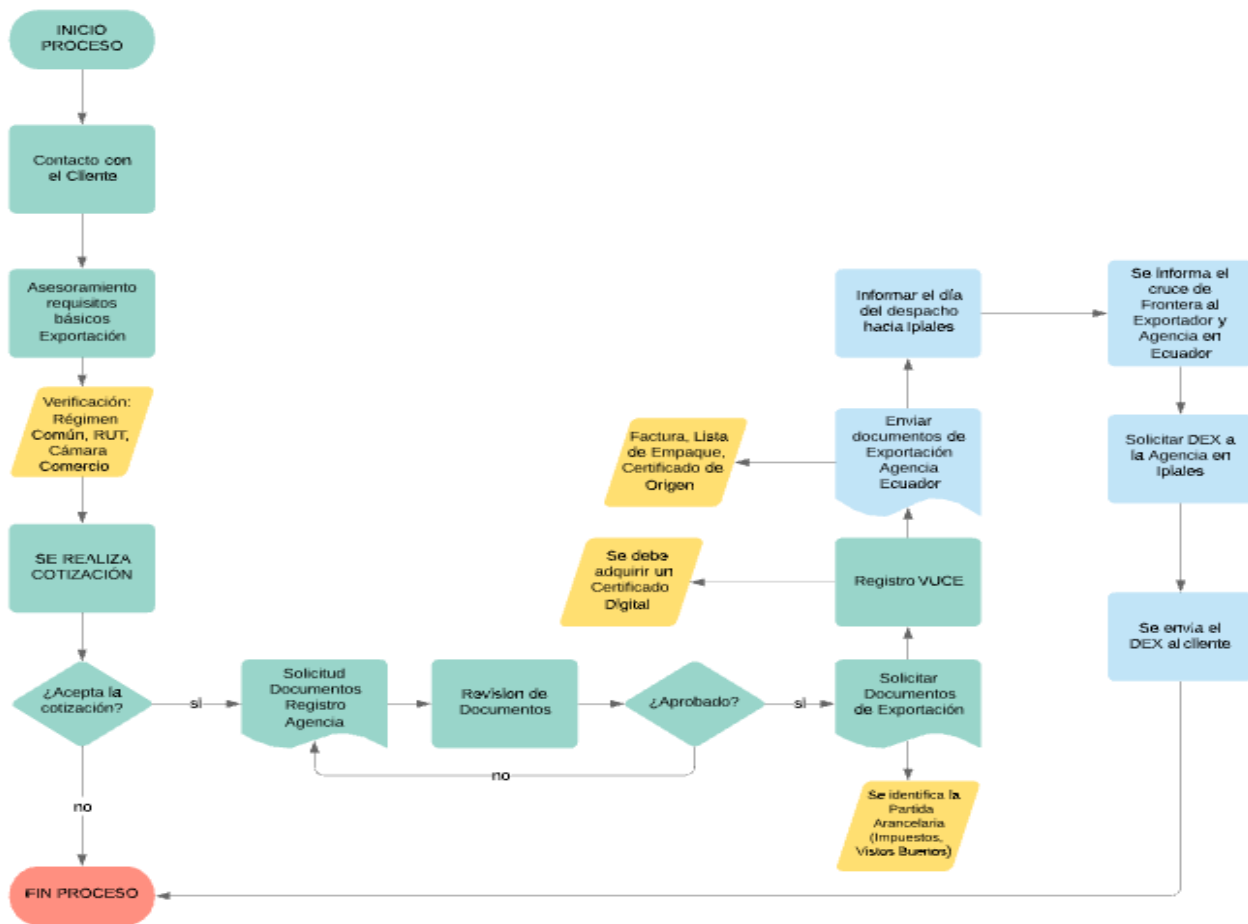 INICIO
PROCESO
Contacto con
el Cliente
Asesoramiento
requisitos
básicos
Exportación
Verificación:
Régimen
Común, RUT,
Cámara
Comercio
SE REALIZA
COTIZACIÓN
¿Acepta la
cotización?
si
no
FIN PROCESO
Solicitud
Documentos
Registro
Agencia
Revision de
Documentos
¿Aprobado?
si
no
Solicitar
Documentos
de Exportación
Se identifica la
Partida
Arancelaria
(Impuestos,
Vistos Buenos)
Registro VUCE
Se debe
adquirir un
Certificado
Digital
Enviar
documentos de
Exportación
Agencia
Ecuador
Factura, Lista
de Empaque,
Certificado de
Origen
Informar el día
del despacho
hacia Ipiales
Se informa el
cruce de
Frontera al
Exportador y
Agencia en
Ecuador
Solicitar DEX a
la Agencia en
Ipiales
Se envia el
DEX al cliente